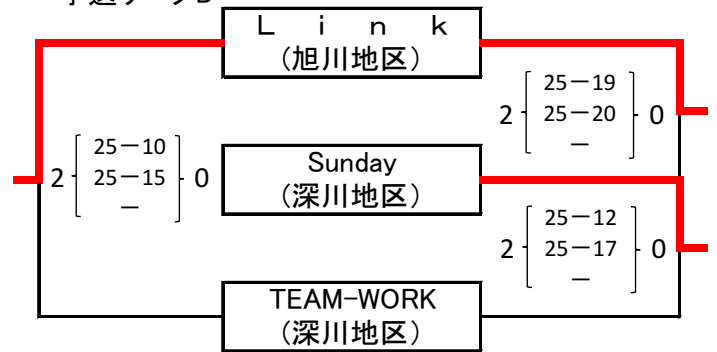 Ｌｉｎｋ
（旭川地区）
25－19
2 25－20 0
－
25－10
2 25－15 0
－
Sunday
（深川地区）
25－12
2 25－17 0
－
TEAM-WORK
（深川地区）